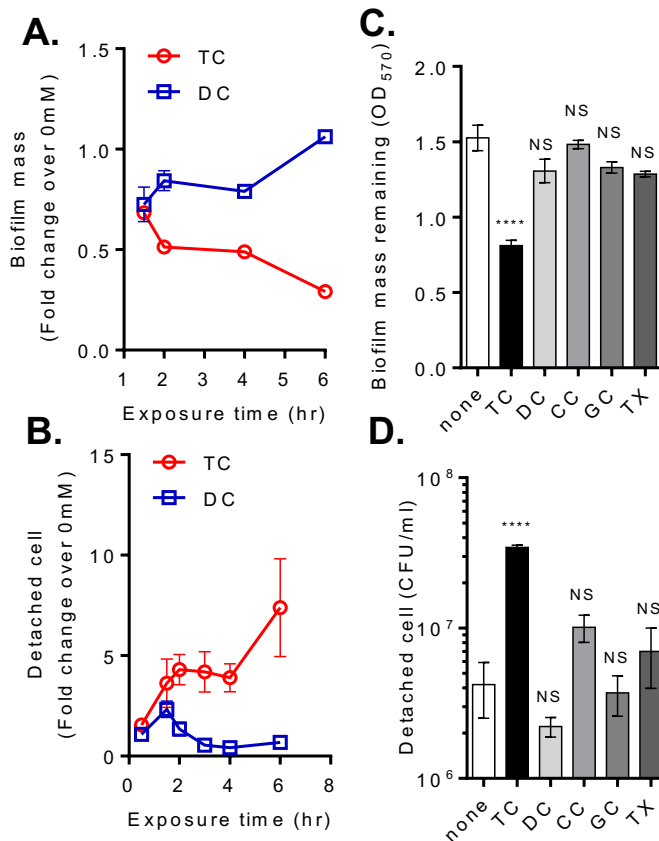 A.
TC
DC
Biofilm mass
(Fold change over 0mM)
1.5
1.0
0.5
0.0
1 2 3 4 5 6
Exposure time (hr)
B.
TC
DC
Detached cell
(Fold change over 0mM)
15
10
5
0
0 2 4 6 8
Exposure time (hr)
C.
Biofilm mass remaining (OD570)
2.0
1.5
1.0
0.5
0.0
**** NS NS NS NS
none TC DC CC GC TX
D.
Detached cell (CFU/ml)
10^8
10^7
10^6
**** NS NS NS NS
none TC DC CC GC TX